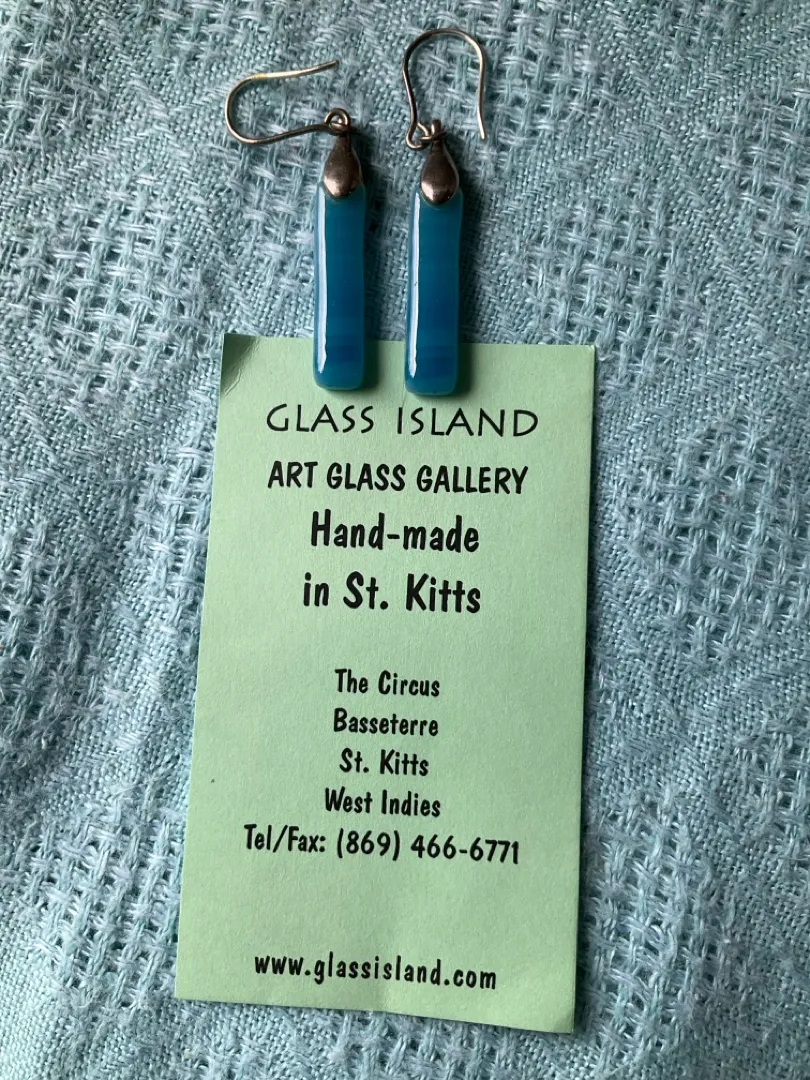 GLASS ISLAND
ART GLASS GALLERY
Hand-made
in St. Kitts
The Circus
Basseterre
St. Kitts
West Indies
Tel/Fax: (869) 466-6771
www.glassisland.com